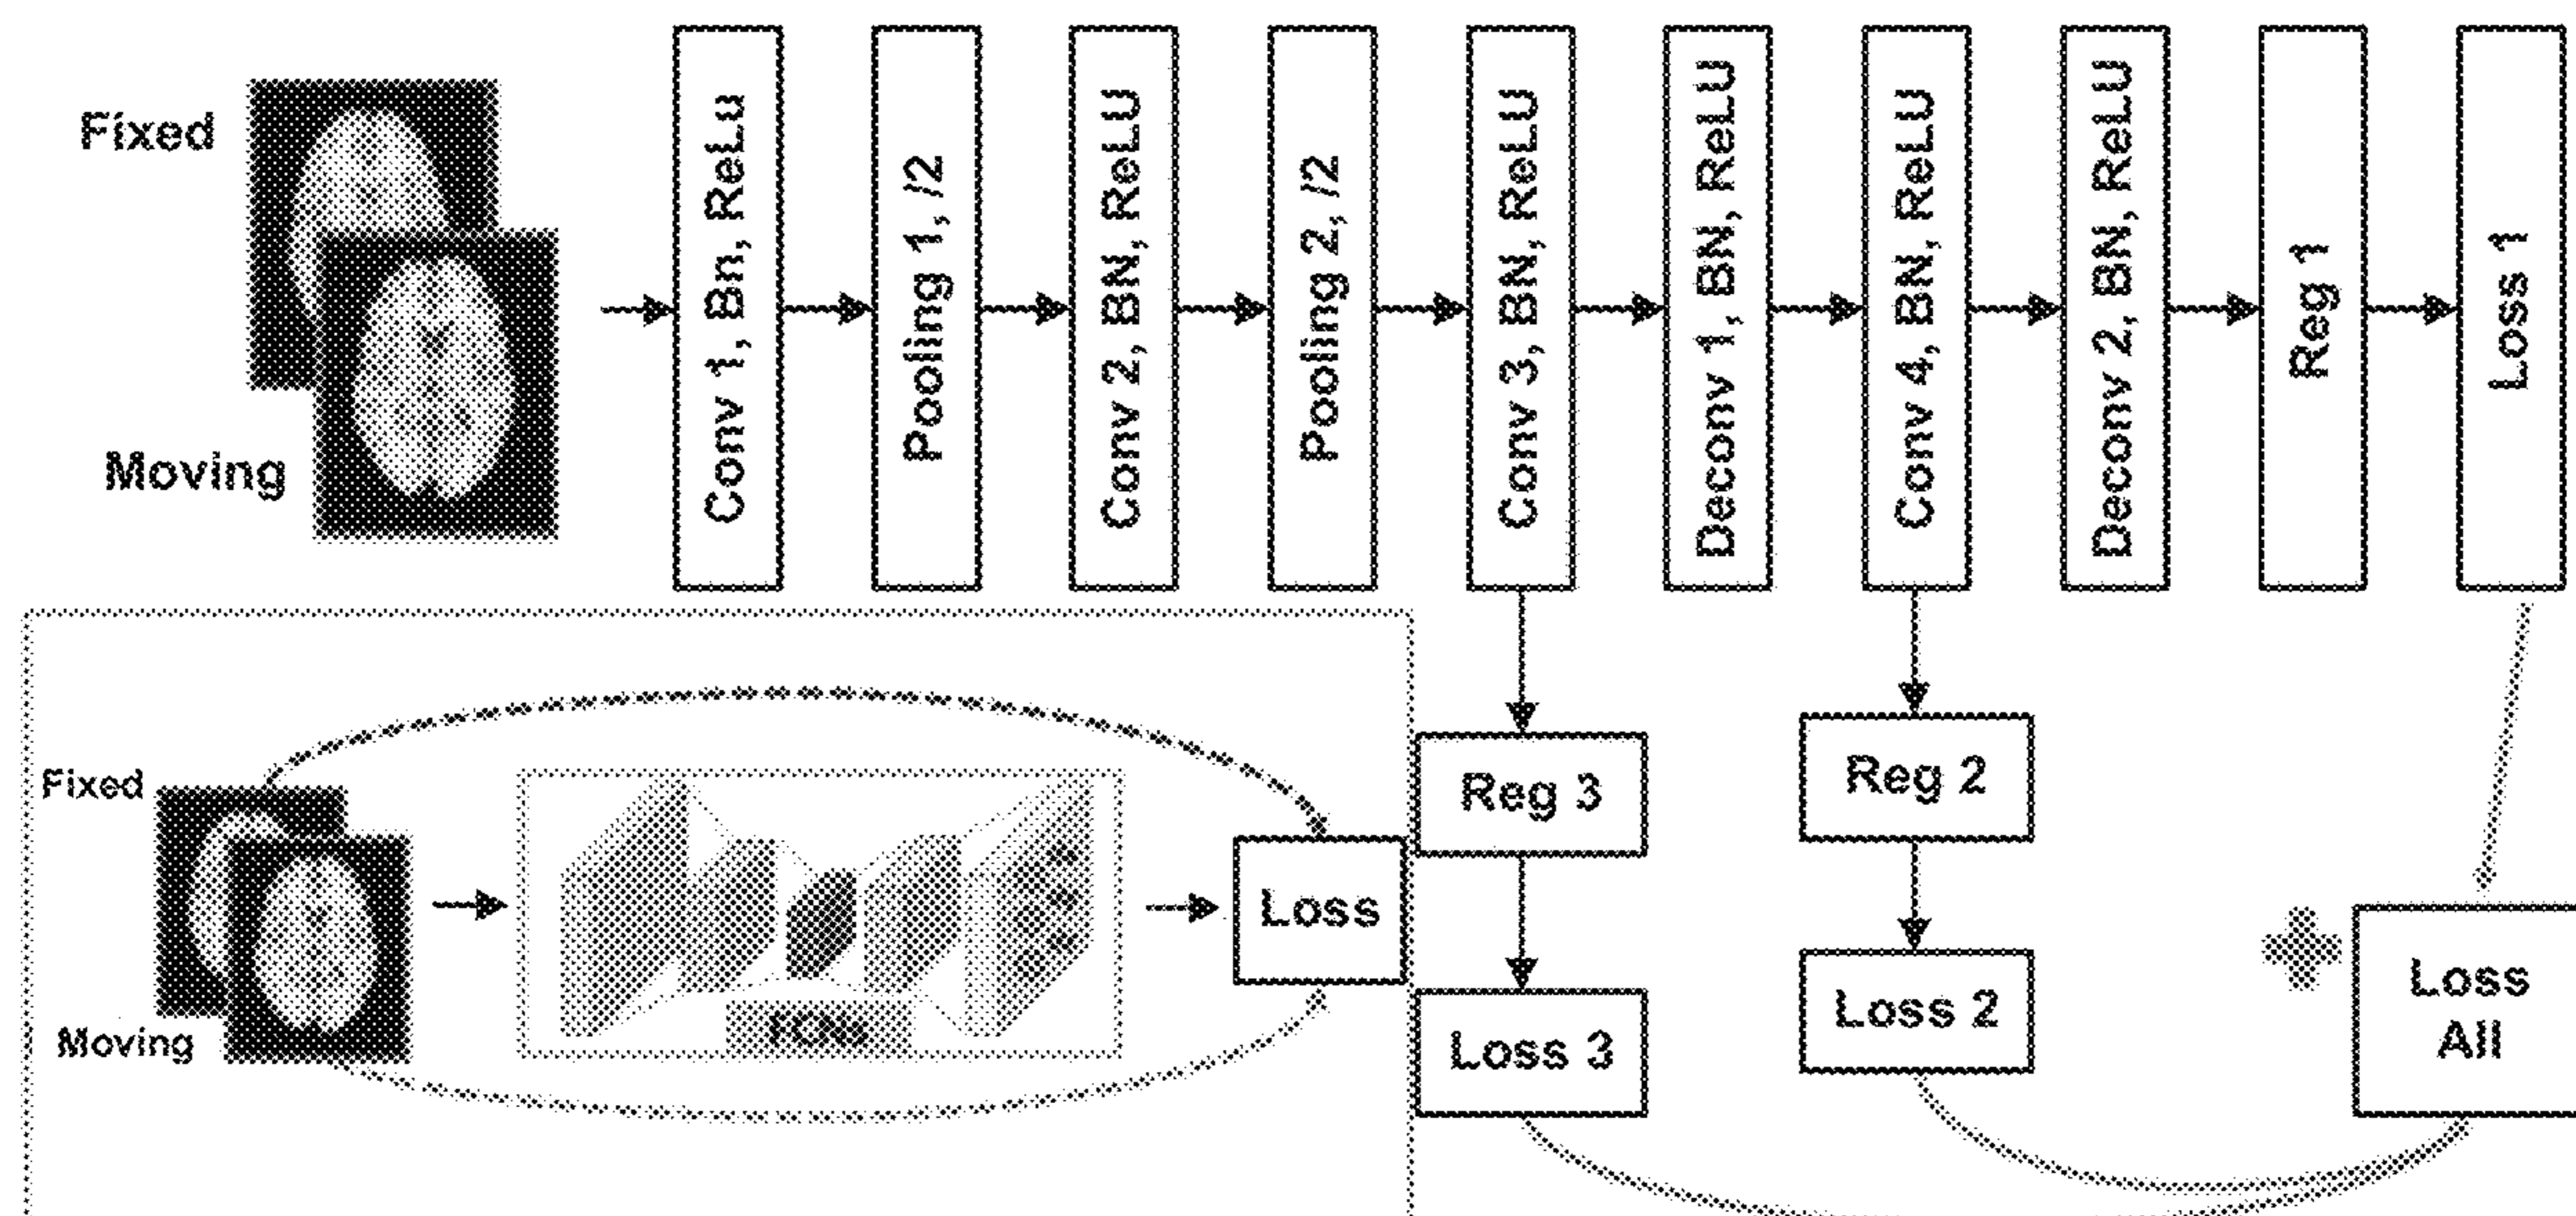 Fixed
Moving
Conv 1, Bn, ReLu
Pooling 1, /2
Conv 2, BN, ReLU
Pooling 2, /2
Conv 3, BN, ReLU
Deconv 1, BN, ReLU
Conv 4, BN, ReLU
Deconv 2, BN, ReLU
Reg 1
Loss 1
Fixed
Moving
FCNs
Loss
Reg 3
Loss 3
Reg 2
Loss 2
Loss
All